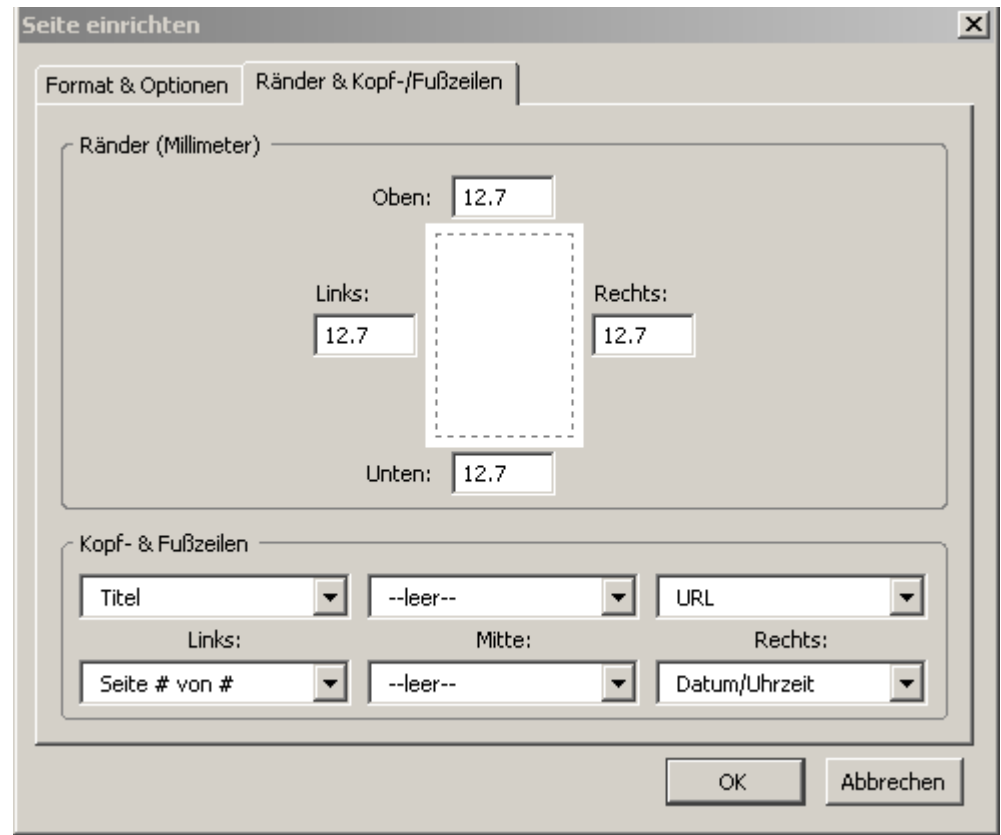 Seite einrichten
Format & Optionen Ränder & Kopf-/Fußzeilen
Ränder (Millimeter)
Oben: 12.7
Links: Rechts:
12.7 12.7
Unten: 12.7
Kopf- & Fußzeilen
Titel --leer-- URL
Links: Mitte: Rechts:
Seite # von # --leer-- Datum/Uhrzeit
OK Abbrechen